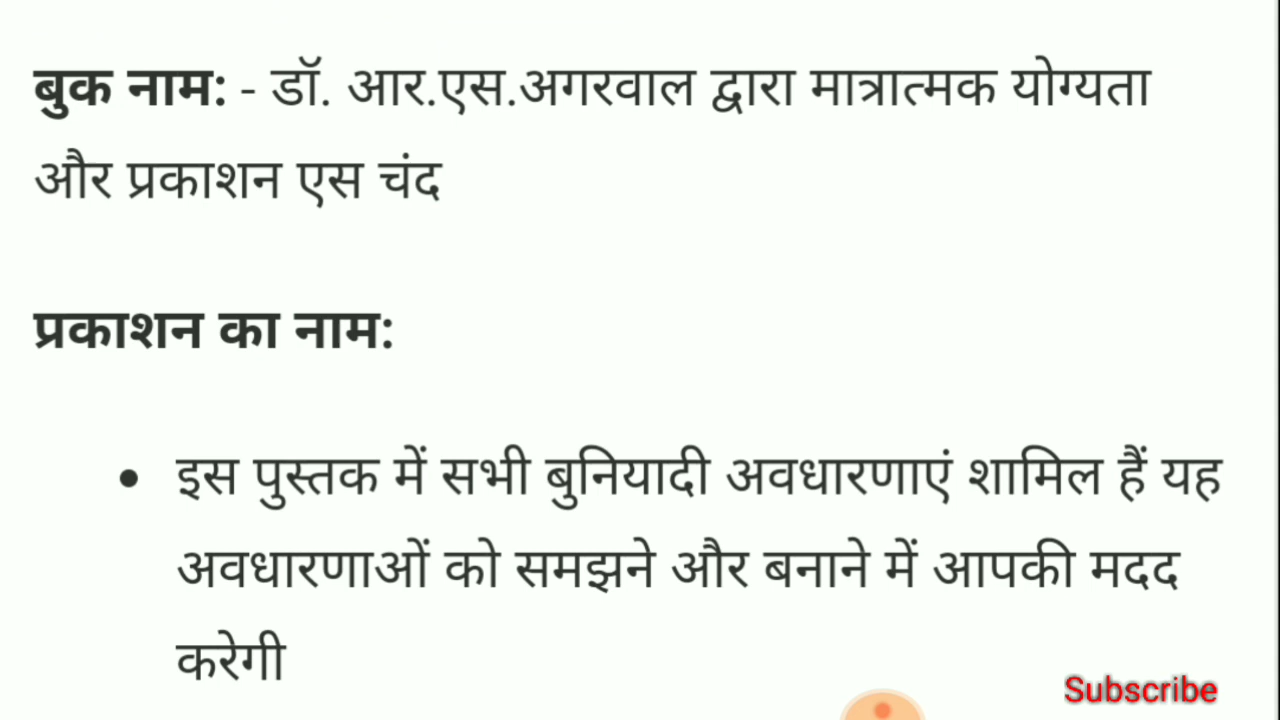 बुक नाम: - डॉ. आर.एस.अगरवाल द्वारा मात्रात्मक योग्यता
और प्रकाशन एस चंद
प्रकाशन का नाम:
• इस पुस्तक में सभी बुनियादी अवधारणाएं शामिल हैं यह
अवधारणाओं को समझने और बनाने में आपकी मदद
करेगी
Subscribe